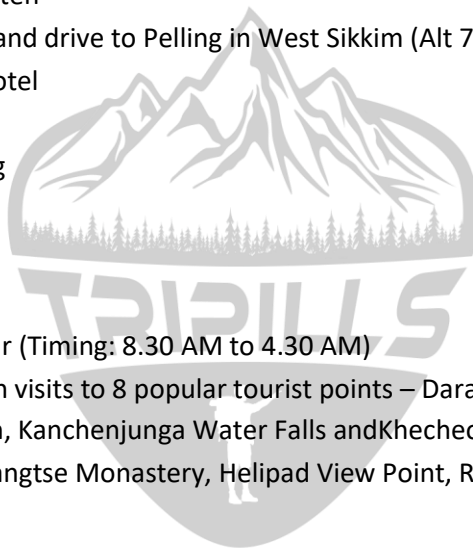 and drive to Pelling in West Sikkim (Alt 7
TRIPILLS
r (Timing: 8.30 AM to 4.30 AM)
visits to 8 popular tourist points – Dara
, Kanchenjunga Water Falls andKheched
angtse Monastery, Helipad View Point, R